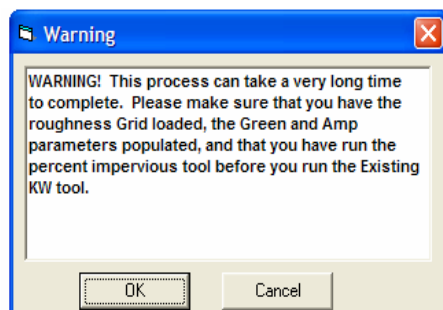 Warning
WARNING! This process can take a very long time
to complete. Please make sure that you have the
roughness Grid loaded, the Green and Amp
parameters populated, and that you have run the
percent impervious tool before you run the Existing
KW tool.
OK Cancel